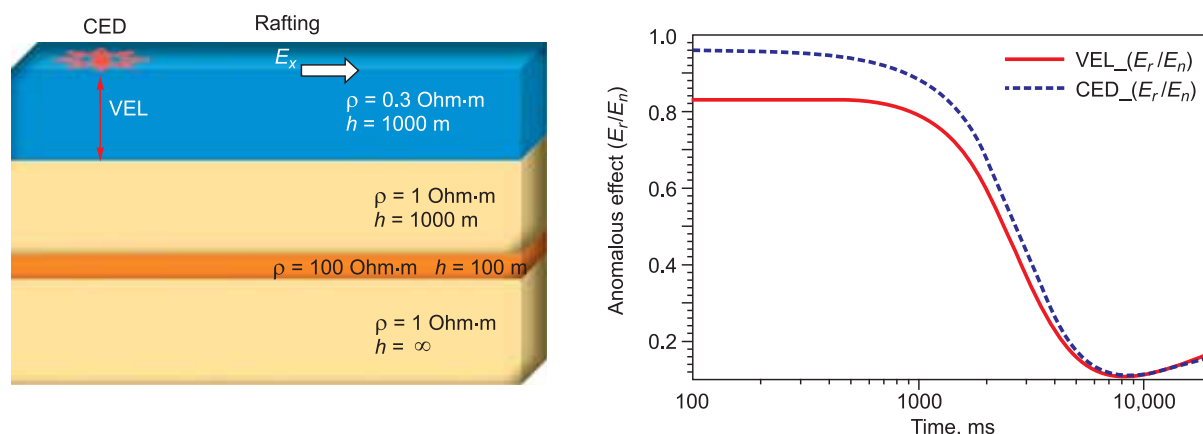 CED
Rafting
Eₓ
VEL
ρ = 0.3 Ohm·m
h = 1000 m
ρ = 1 Ohm·m
h = 1000 m
ρ = 100 Ohm·m h = 100 m
ρ = 1 Ohm·m
h = ∞
Anomalous effect (Eᵣ/Eₙ)
1.0
0.8
0.6
0.4
0.2
VEL_(Eᵣ/Eₙ)
CED_(Eᵣ/Eₙ)
100
1000
10,000
Time, ms